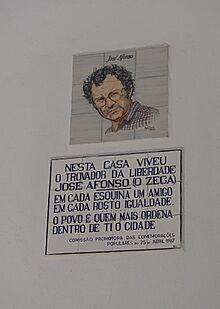 José Afonso
NESTA CASA VIVEU
O TROVADOR DA LIBERDADE
JOSÉ AFONSO (O ZECA)
EM CADA ESQUINA UM AMIGO
EM CADA ROSTO IGUALDADE.
O POVO É QUEM MAIS ORDENA
DENTRO DE TI O CIDADE
COMISSÃO PROMOTORA DAS COMEMORAÇÕES
POPULARES DO 25 DE ABRIL 1987